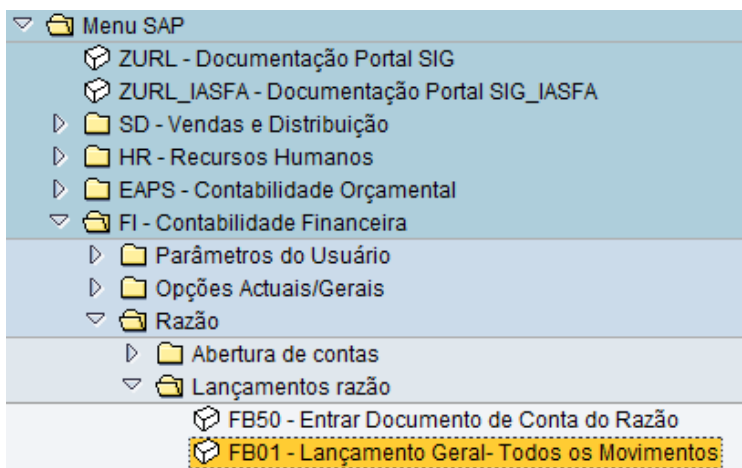 Menu SAP
ZURL - Documentação Portal SIG
ZURL_IASFA - Documentação Portal SIG_IASFA
SD - Vendas e Distribuição
HR - Recursos Humanos
EAPS - Contabilidade Orçamental
FI - Contabilidade Financeira
Parâmetros do Usuário
Opções Actuais/Gerais
Razão
Abertura de contas
Lançamentos razão
FB50 - Entrar Documento de Conta do Razão
FB01 - Lançamento Geral- Todos os Movimentos